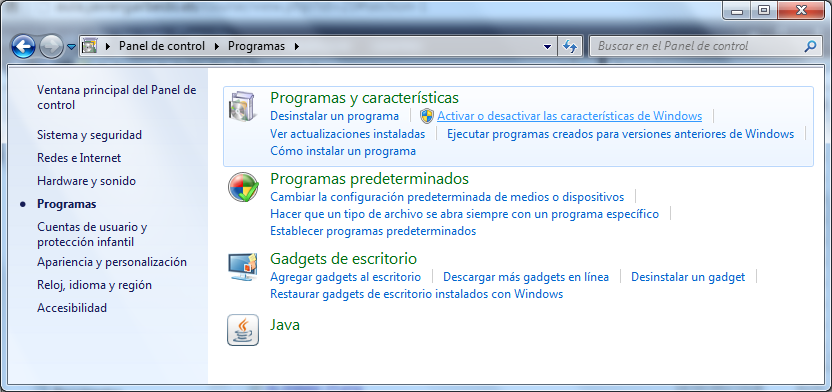 Panel de control
Programas
Buscar en el Panel de control
Ventana principal del Panel de
control
Sistema y seguridad
Redes e Internet
Hardware y sonido
Programas
Cuentas de usuario y
protección infantil
Apariencia y personalización
Reloj, idioma y región
Accesibilidad
Programas y características
Desinstalar un programa
Activar o desactivar las características de Windows
Ver actualizaciones instaladas
Ejecutar programas creados para versiones anteriores de Windows
Cómo instalar un programa
Programas predeterminados
Cambiar la configuración predeterminada de medios o dispositivos
Hacer que un tipo de archivo se abra siempre con un programa específico
Establecer programas predeterminados
Gadgets de escritorio
Agregar gadgets al escritorio
Descargar más gadgets en línea
Desinstalar un gadget
Restaurar gadgets de escritorio instalados con Windows
Java